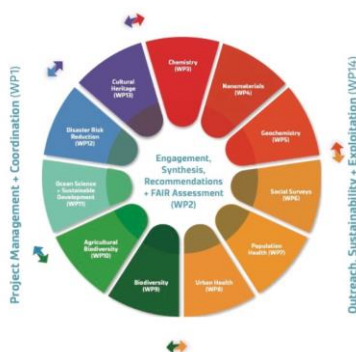 Project Management + Coordination (WP1)
Chemistry
(WP3)
Nanomaterials
(WP4)
Geochemistry
(WP5)
Social Surveys
(WP6)
Population
Health (WP7)
Urban Health
(WP8)
Biodiversity
(WP9)
Agricultural
Biodiversity
(WP10)
Ocean Science
+ Sustainable
Development
(WP11)
Disaster Risk
Reduction
(WP12)
Cultural
Heritage
(WP13)
Engagement,
Synthesis,
Recommendations
+ FAIR Assessment
(WP2)
Outreach, Sustainability + Exploitation (WP14)